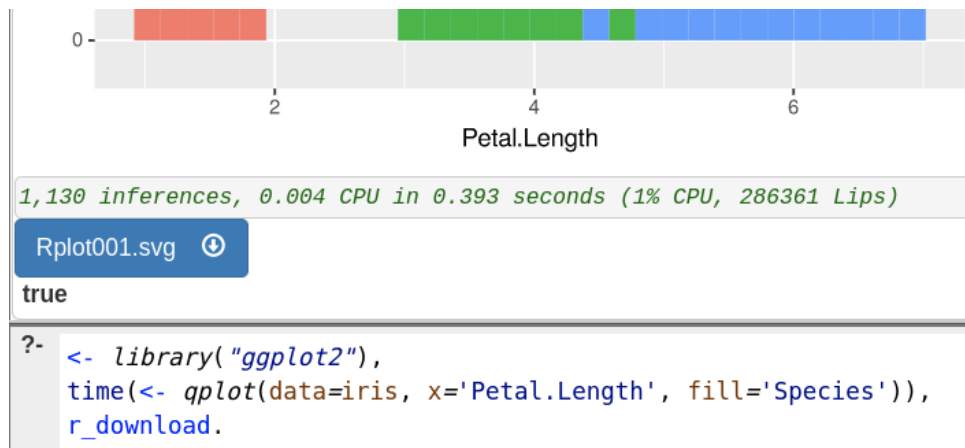 0
2 4 6
Petal.Length
1,130 inferences, 0.004 CPU in 0.393 seconds (1% CPU, 286361 Lips)
Rplot001.svg
true
?- <- library("ggplot2"),
time(<- qplot(data=iris, x='Petal.Length', fill='Species')),
r_download.